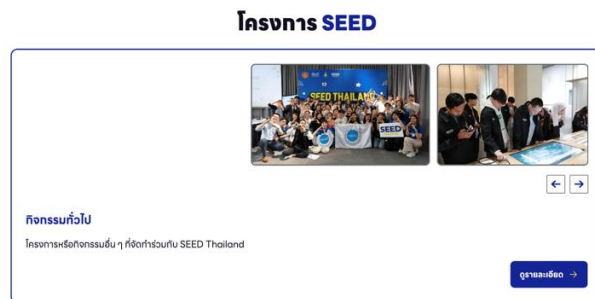 โครงการ SEED
SEED THAILAND
SEED
กิจกรรมทั่วไป
โครงการหรือกิจกรรมอื่น ๆ ที่จัดทำร่วมกับ SEED Thailand
ดูรายละเอียด →